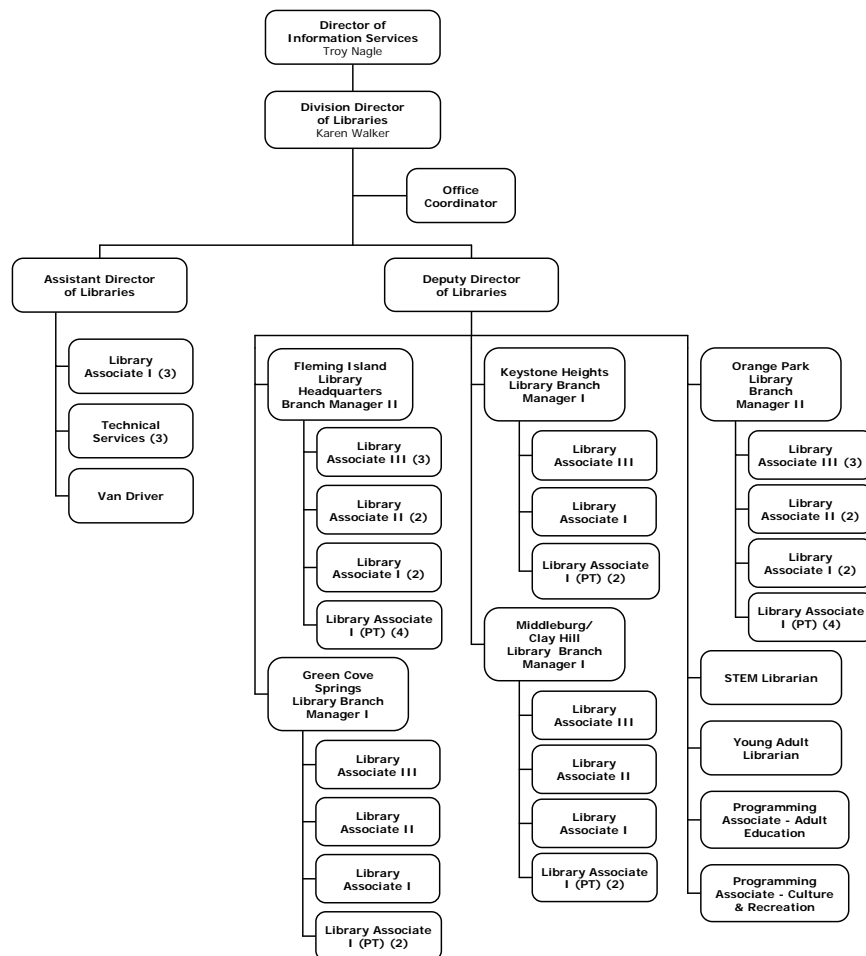 Director of
Information Services
Troy Nagle
Division Director
of Libraries
Karen Walker
Office
Coordinator
Assistant Director
of Libraries
Library
Associate I (3)
Technical
Services (3)
Van Driver
Deputy Director
of Libraries
Fleming Island
Library
Headquarters
Branch Manager II
Library
Associate III (3)
Library
Associate II (2)
Library
Associate I (2)
Library Associate
I (PT) (4)
Green Cove
Springs
Library Branch
Manager I
Library
Associate III
Library
Associate II
Library
Associate I
Library Associate
I (PT) (2)
Keystone Heights
Library Branch
Manager I
Library
Associate III
Library
Associate I
Library Associate
I (PT) (2)
Middleburg/
Clay Hill
Library Branch
Manager I
Library
Associate III
Library
Associate II
Library
Associate I
Library Associate
I (PT) (2)
Orange Park
Library
Branch
Manager II
Library
Associate III (3)
Library
Associate II (2)
Library
Associate I (2)
Library Associate
I (PT) (4)
STEM Librarian
Young Adult
Librarian
Programming
Associate - Adult
Education
Programming
Associate - Culture
& Recreation